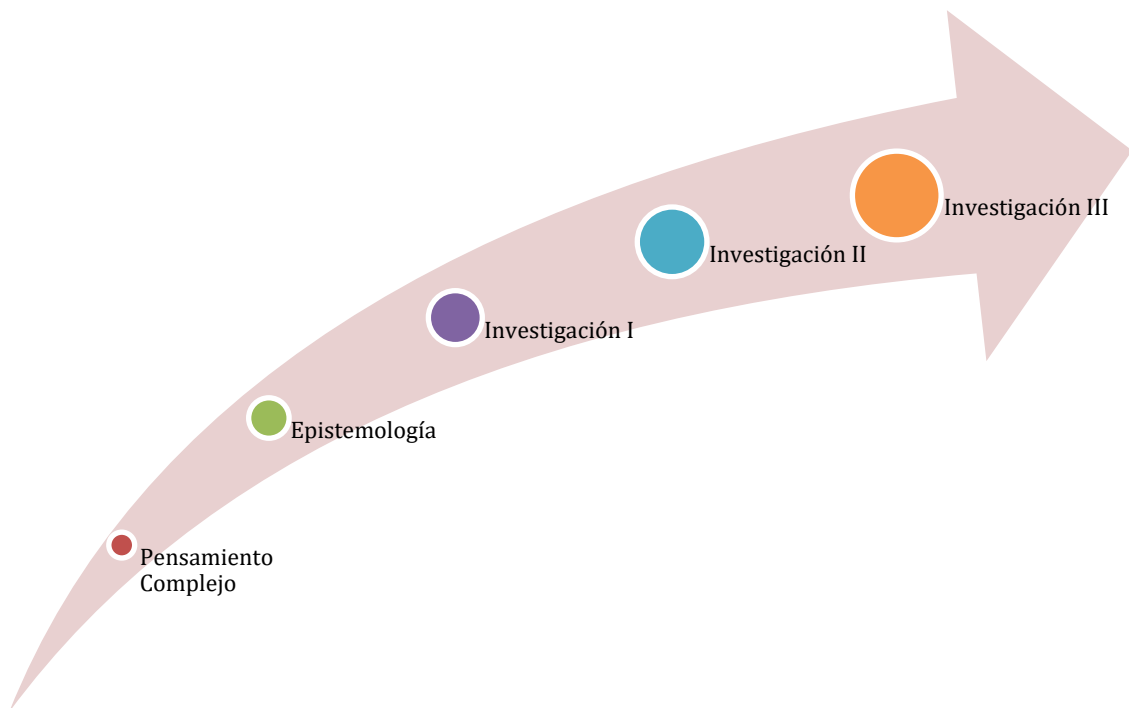 Investigación III
Investigación II
Investigación I
Epistemología
Pensamiento
Complejo